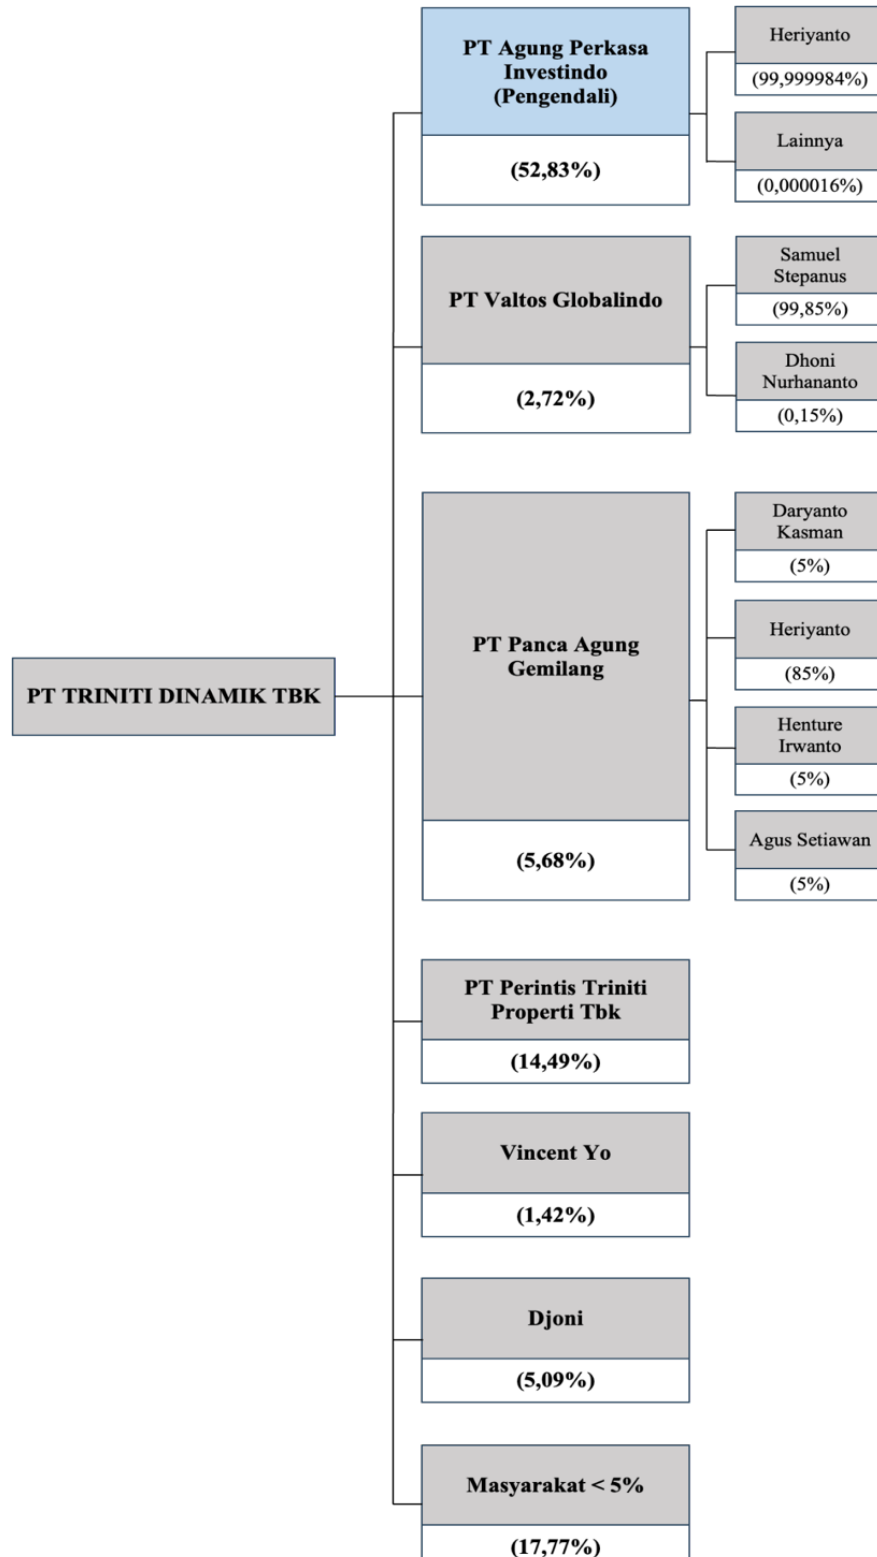 PT TRINITI DINAMIK TBK
PT Agung Perkasa
Investindo
(Pengendali)
(52,83%)
Heriyanto
(99,999984%)
Lainnya
(0,000016%)
PT Valtos Globalindo
(2,72%)
Samuel
Stepanus
(99,85%)
Dhoni
Nurhananto
(0,15%)
PT Panca Agung
Gemilang
(5,68%)
Daryanto
Kasman
(5%)
Heriyanto
(85%)
Henture
Irwanto
(5%)
Agus Setiawan
(5%)
PT Perintis Triniti
Properti Tbk
(14,49%)
Vincent Yo
(1,42%)
Djoni
(5,09%)
Masyarakat < 5%
(17,77%)